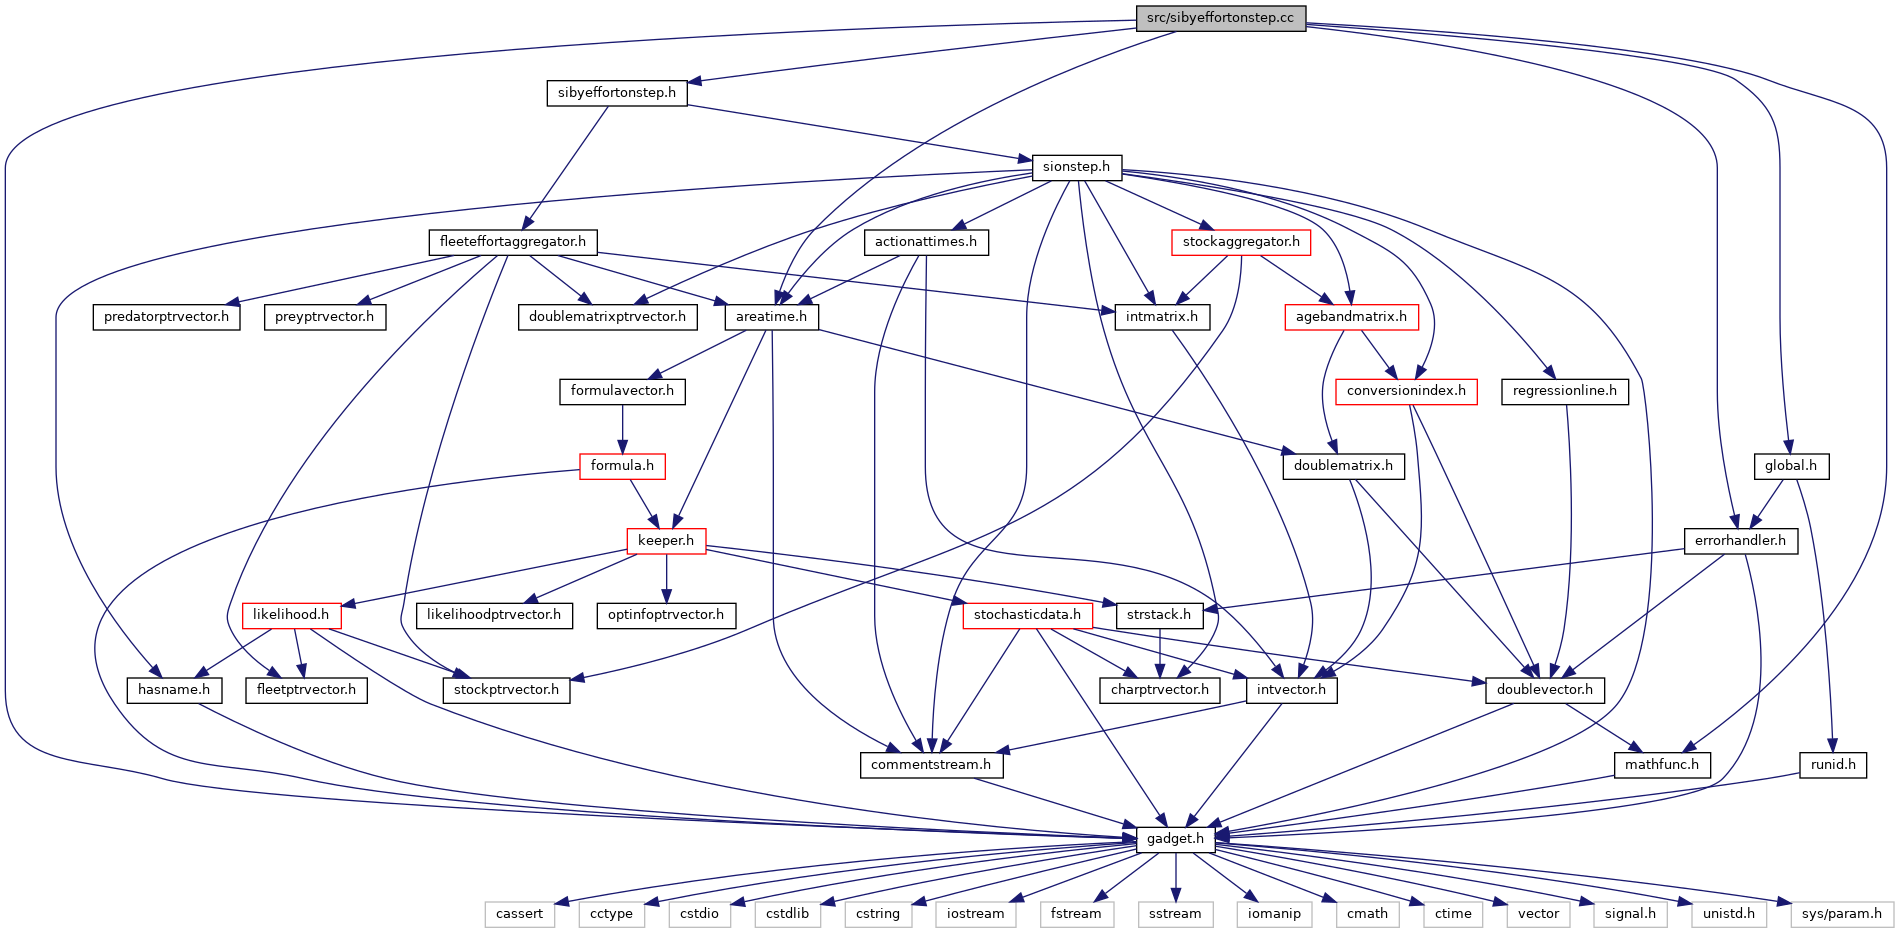 src/sibyeffortonstep.cc
sibyeffortonstep.h
sionstep.h
fleeteffortaggregator.h
actionattimes.h
stockaggregator.h
predatorptrvector.h
preyptrvector.h
doublematrixptrvector.h
areatime.h
intmatrix.h
agebandmatrix.h
formulavector.h
conversionindex.h
regressionline.h
formula.h
doublematrix.h
global.h
keeper.h
errorhandler.h
likelihood.h
likelihoodptrvector.h
optinfoptrvector.h
stochasticdata.h
strstack.h
hasname.h
fleetptrvector.h
stockptrvector.h
charptrvector.h
intvector.h
doublevector.h
commentstream.h
mathfunc.h
runid.h
gadget.h
cassert
cctype
cstdio
cstdlib
cstring
iostream
fstream
sstream
iomanip
cmath
ctime
vector
signal.h
unistd.h
sys/param.h